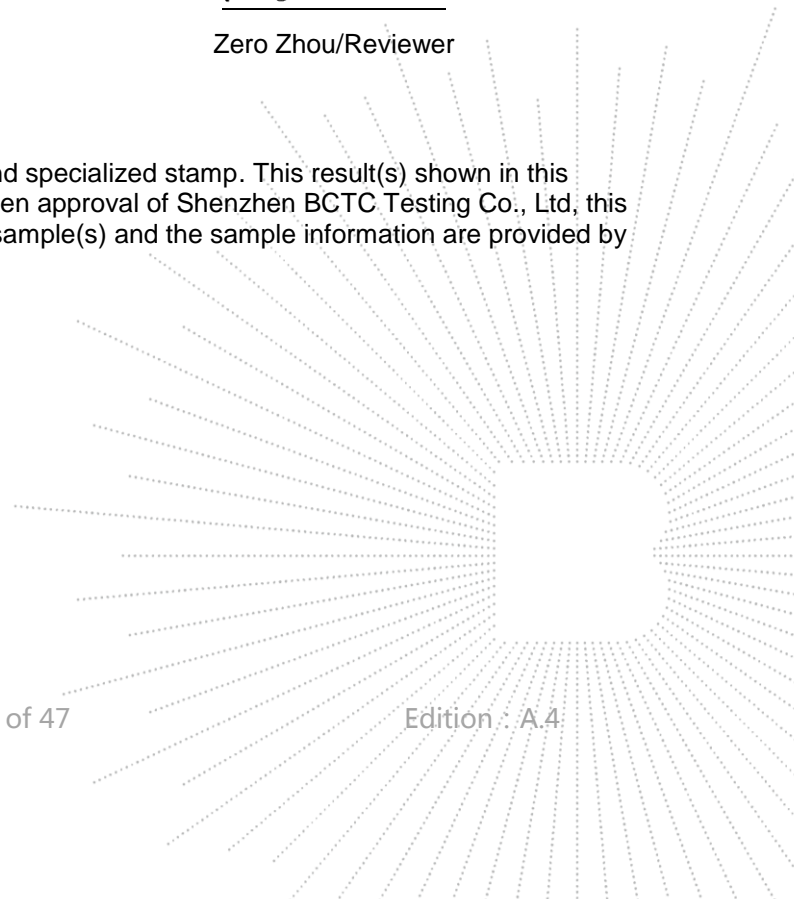 Zero Zhou/Reviewer
nd specialized stamp. This result(s) shown in this
en approval of Shenzhen BCTC Testing Co., Ltd, this
sample(s) and the sample information are provided by
of 47
Edition：A.4